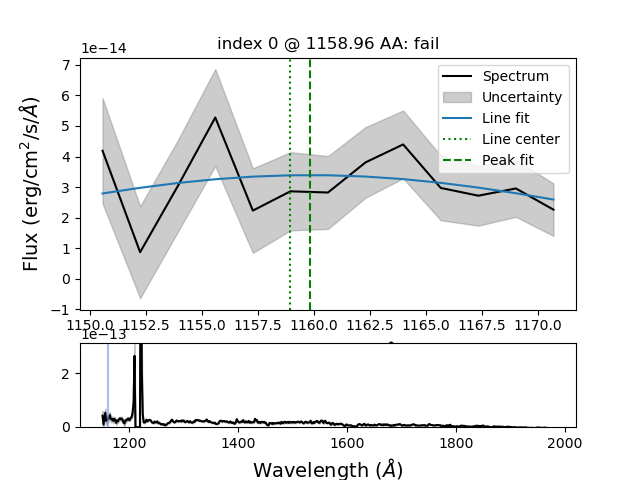 index 0 @ 1158.96 AA: fail
1e−14
7
6
5
4
3
2
1
0
−1
Flux (erg/cm²/s/Å)
Spectrum
Uncertainty
Line fit
Line center
Peak fit
1150.0 1152.5 1155.0 1157.5 1160.0 1162.5 1165.0 1167.5 1170.0
1e−13
2
0
1200 1400 1600 1800 2000
Wavelength (Å)